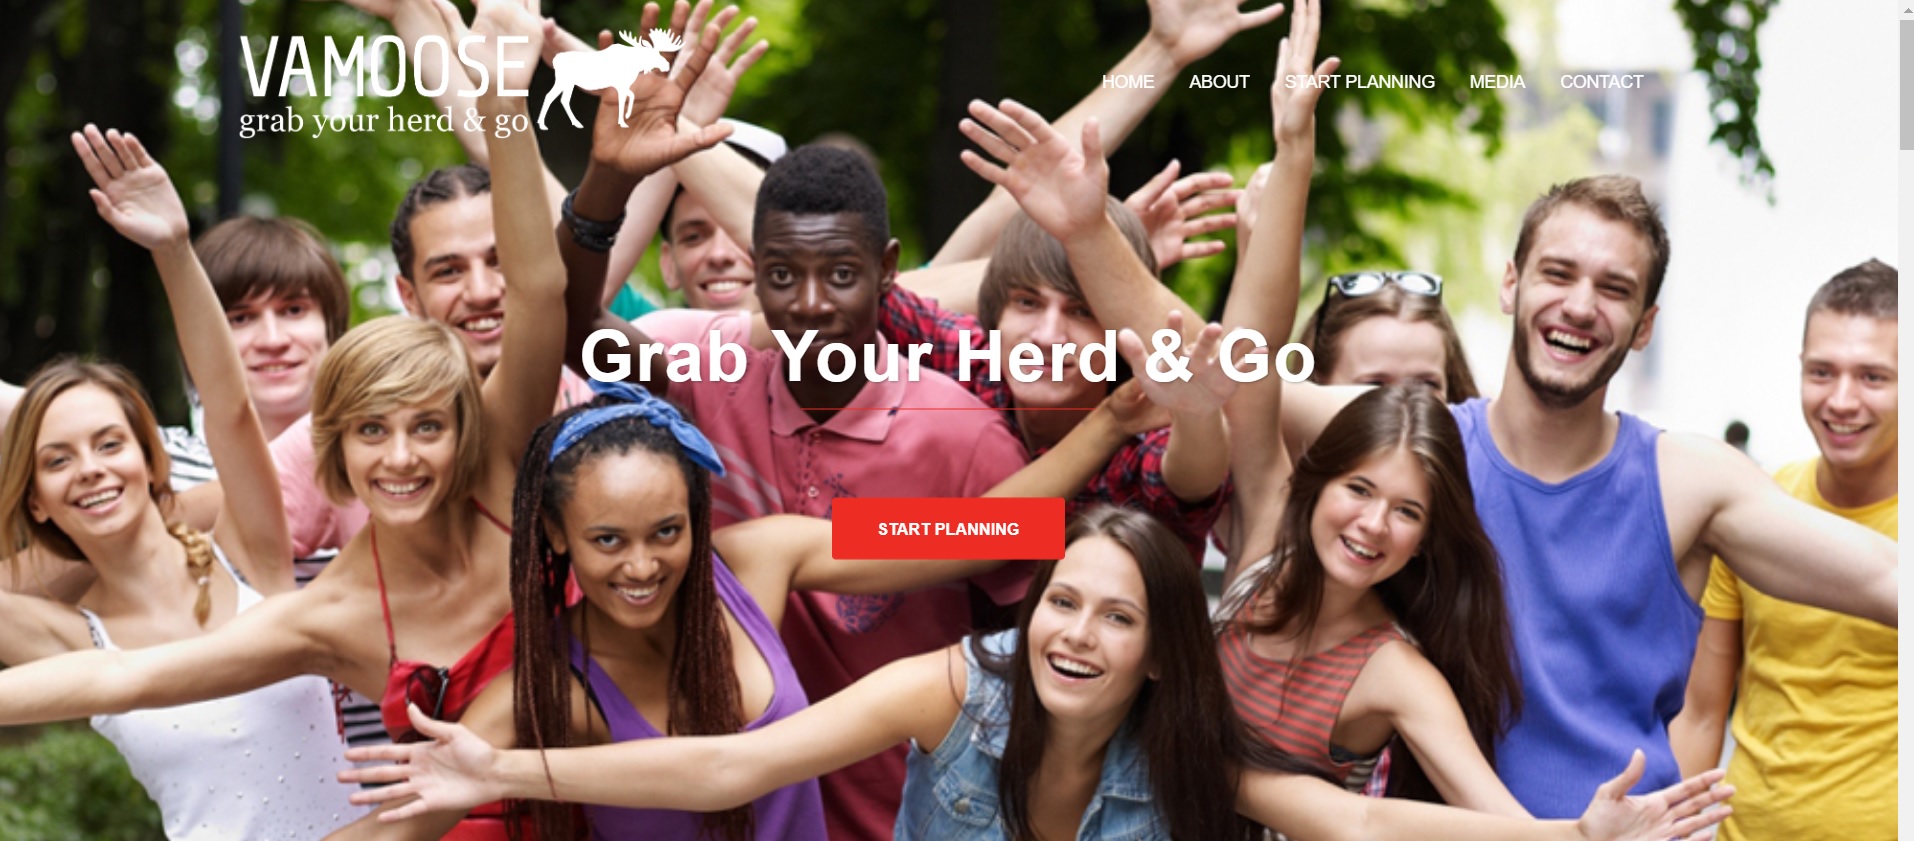 VAMOOSE
grab your herd & go
HOME ABOUT START PLANNING MEDIA CONTACT
Grab Your Herd & Go
START PLANNING